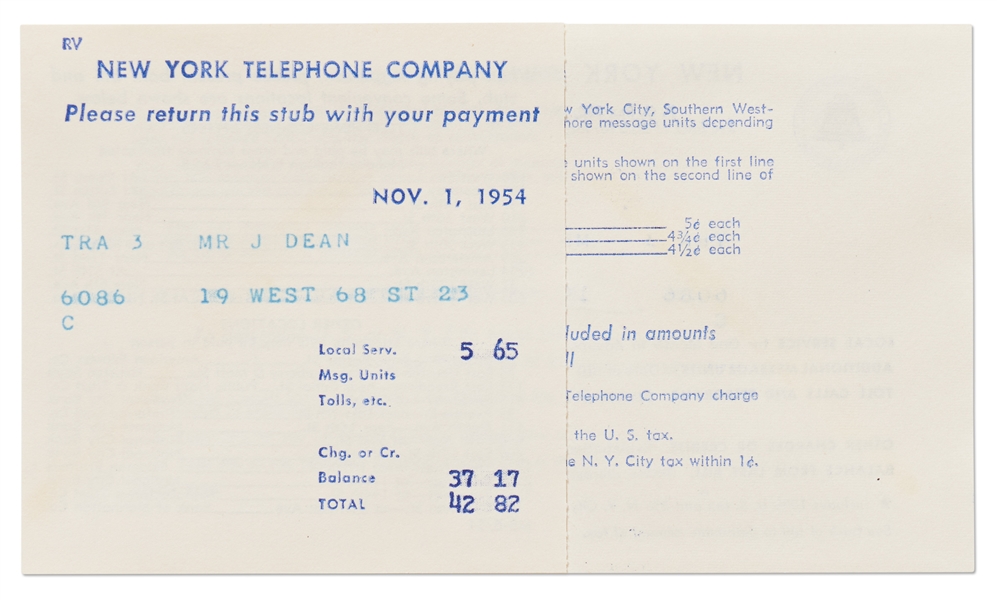 RV
NEW YORK TELEPHONE COMPANY
Please return this stub with your payment
NOV. 1, 1954
TRA 3 MR J DEAN
6086 19 WEST 68 ST 23
C
Local Serv. 5 65
Msg. Units
Tolls, etc.
Chg. or Cr.
Balance 37 17
TOTAL 42 82
w York City, Southern West-
more message units depending
units shown on the first line
shown on the second line of
5¢ each
4¾¢ each
4½¢ each
luded in amounts
ll
Telephone Company charge
the U. S. tax.
e N. Y. City tax within 1¢.